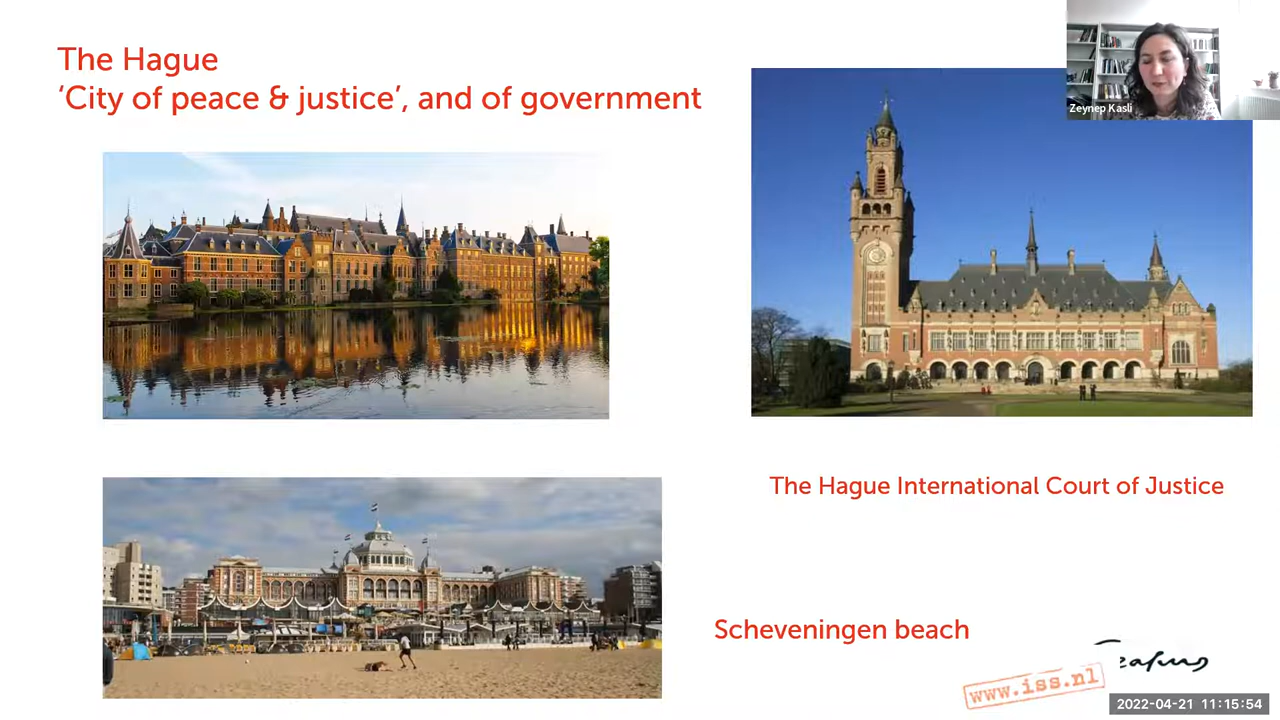 The Hague
‘City of peace & justice’, and of government
Zeynep Kasli
The Hague International Court of Justice
Scheveningen beach
www.iss.nl
Erasmus
2022-04-21 11:15:54